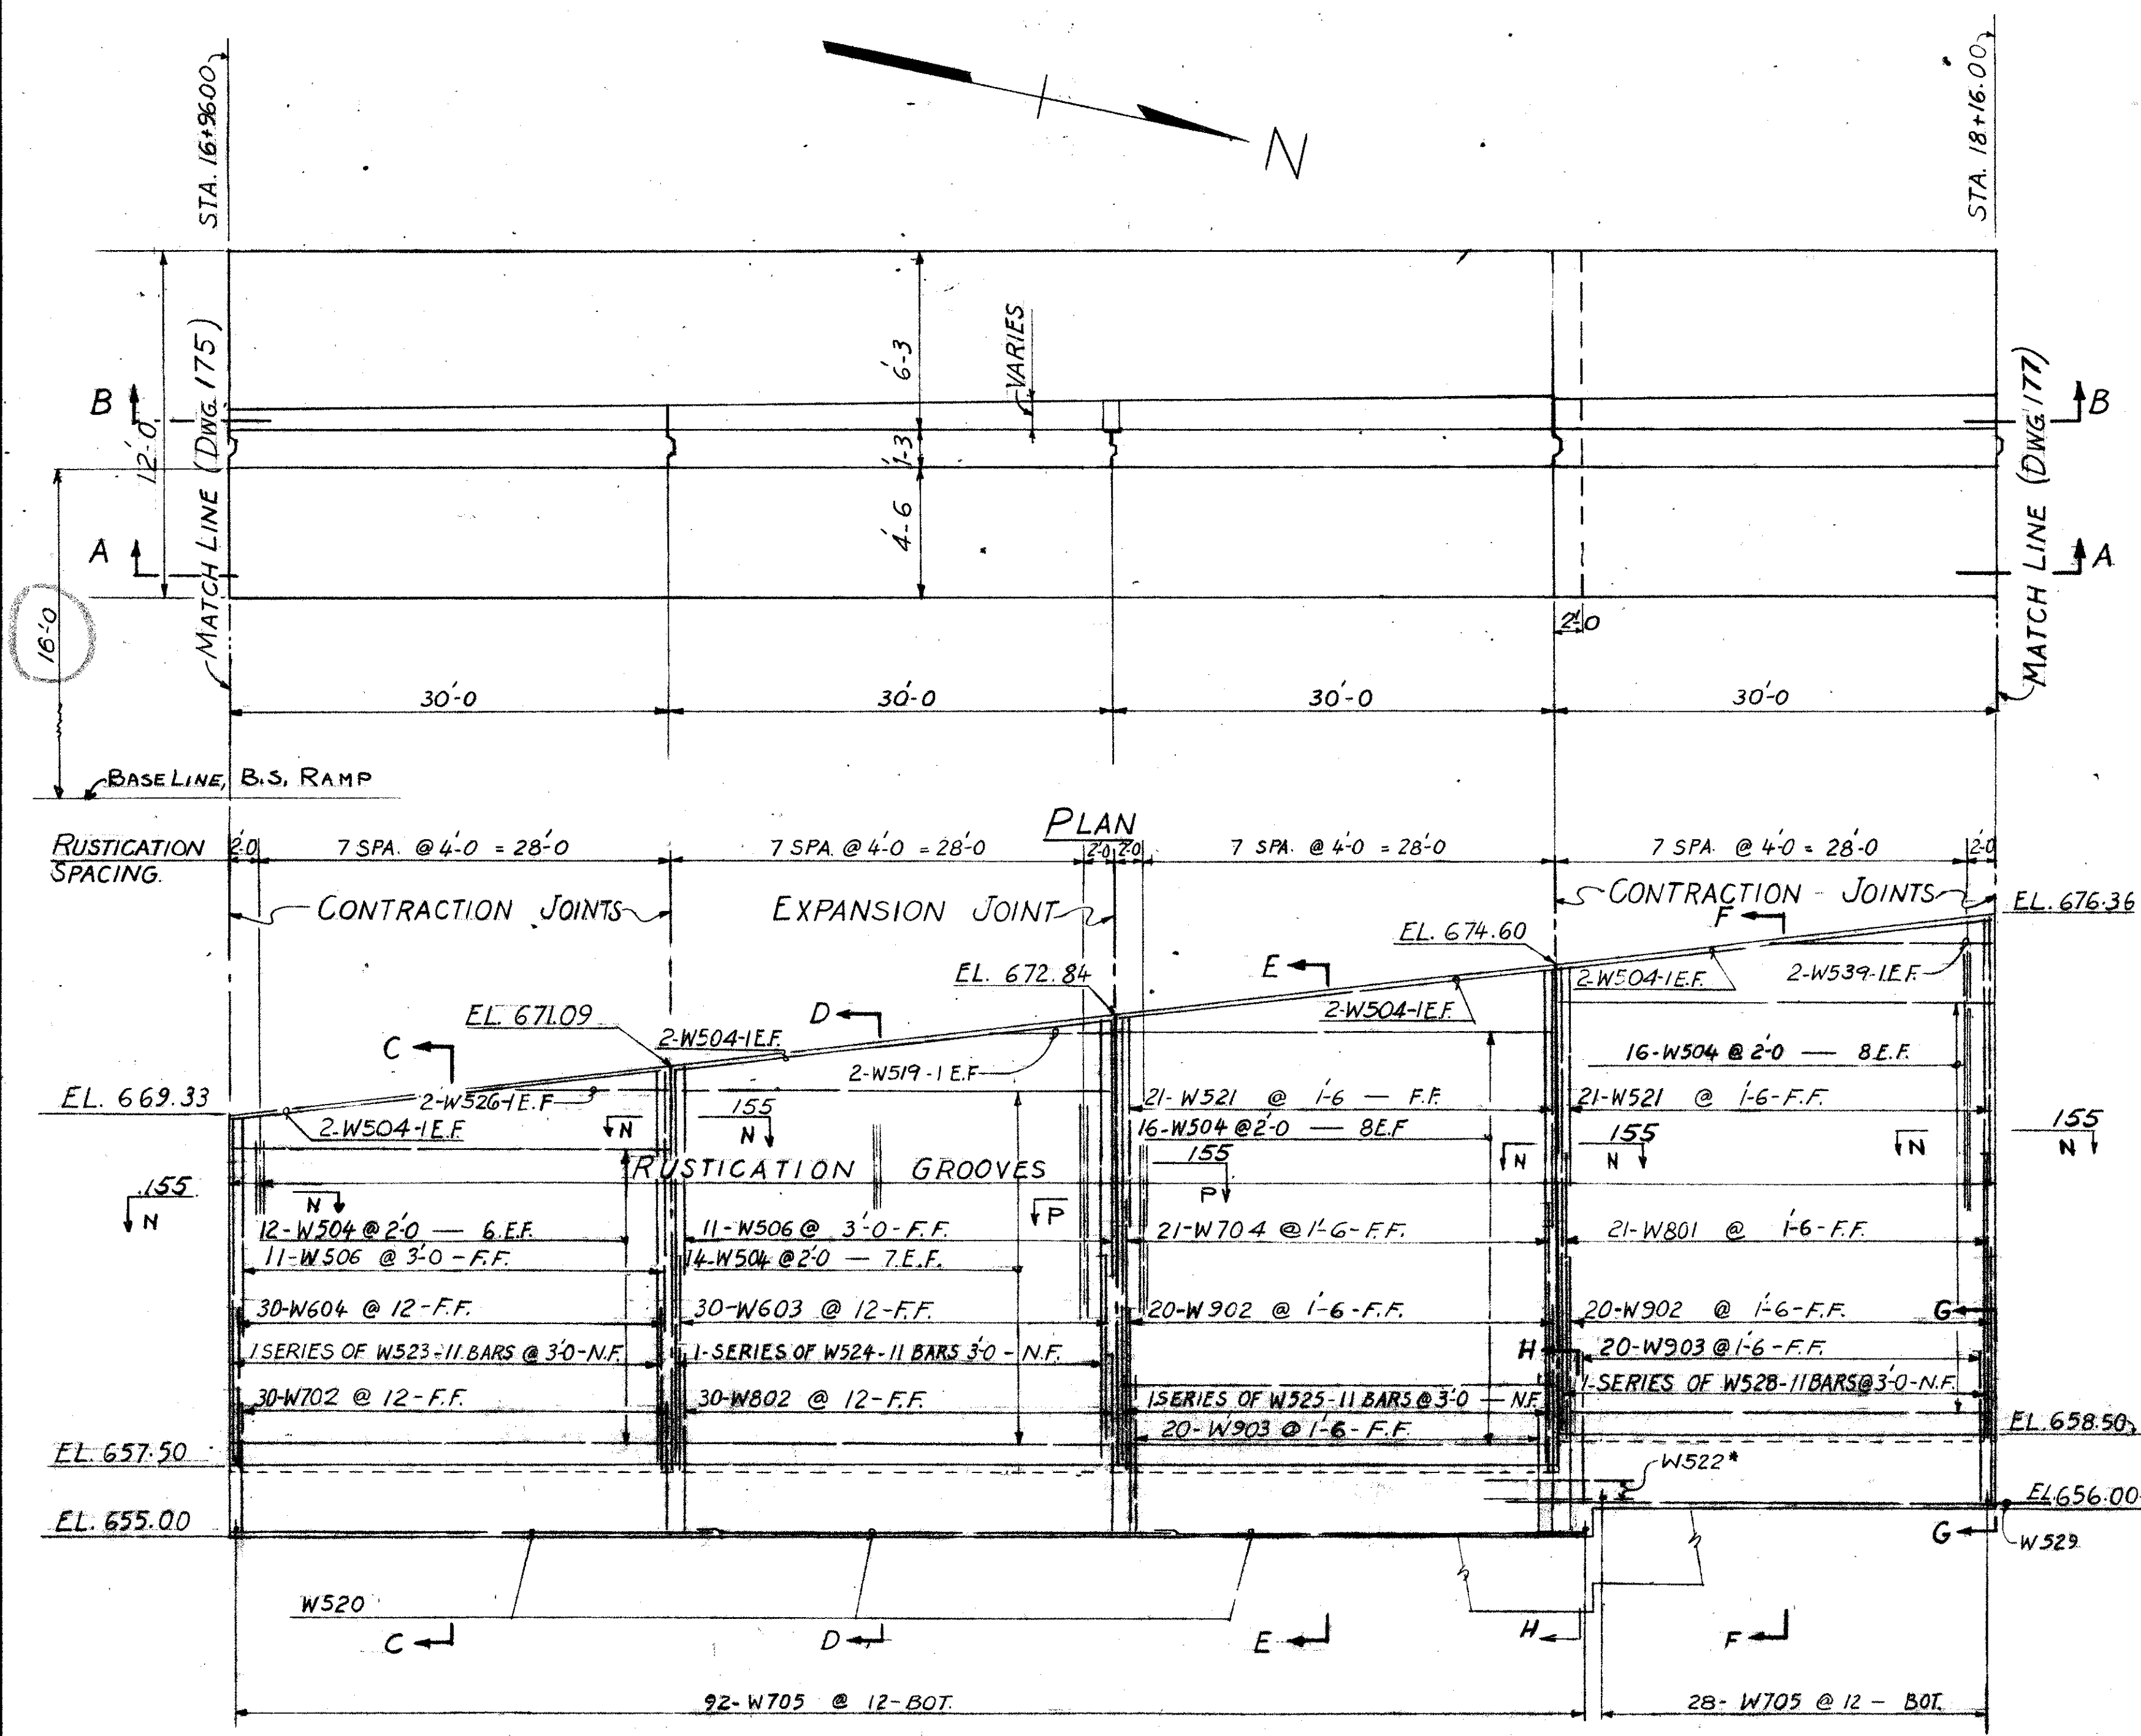 STA. 16+96.00
STA. 18+16.00
N
MATCH LINE (DWG. 175)
MATCH LINE (DWG. 177)
12'-0
6'-3
1'-3
4'-6
VARIES
B
B
A
A
16'-0
2'-0
30'-0
30'-0
30'-0
30'-0
BASE LINE, B.S. RAMP
PLAN
RUSTICATION
SPACING.
2'-0
7 SPA. @ 4'-0 = 28'-0
7 SPA. @ 4'-0 = 28'-0
2'-0
2'-0
7 SPA. @ 4'-0 = 28'-0
7 SPA. @ 4'-0 = 28'-0
2'-0
CONTRACTION JOINTS
EXPANSION JOINT
CONTRACTION - JOINTS
EL. 676.36
F
EL. 674.60
E
EL. 672.84
2-W504-1E.F.
2-W539-1E.F.
2-W504-1E.F.
D
EL. 671.09
2-W504-1E.F.
C
2-W519-1 E.F.
16-W504 @ 2'-0 — 8E.F.
EL. 669.33
2-W526-1E.F.
2-W504-1E.F.
21-W521 @ 1'-6 — F.F.
21-W521 @ 1'-6-F.F.
16-W504 @ 2'-0 — 8E.F.
N
155
N
155
P
N
155
N
N
155
N
RUSTICATION GROOVES
155
N
N
P
12-W504 @ 2'-0 — 6.E.F.
11-W506 @ 3'-0-F.F.
21-W704 @ 1'-6-F.F.
21-W801 @ 1'-6-F.F.
11-W506 @ 3'-0-F.F.
14-W504 @ 2'-0 — 7.E.F.
30-W604 @ 12-F.F.
30-W603 @ 12-F.F.
20-W902 @ 1'-6-F.F.
20-W902 @ 1'-6-F.F.
G
1 SERIES OF W523-11 BARS @ 3'-0-N.F.
1-SERIES OF W524-11 BARS 3'-0 - N.F.
H
20-W903 @ 1'-6-F.F.
1-SERIES OF W528-11 BARS @ 3'-0-N.F.
30-W702 @ 12-F.F.
30-W802 @ 12-F.F.
1 SERIES OF W525-11 BARS @ 3'-0 — N.F.
20-W903 @ 1'-6-F.F.
EL. 658.50
EL. 657.50
W522*
EL. 656.00
EL. 655.00
G
W529
W520
C
D
E
H
F
92-W705 @ 12-BOT.
28-W705 @ 12 — BOT.